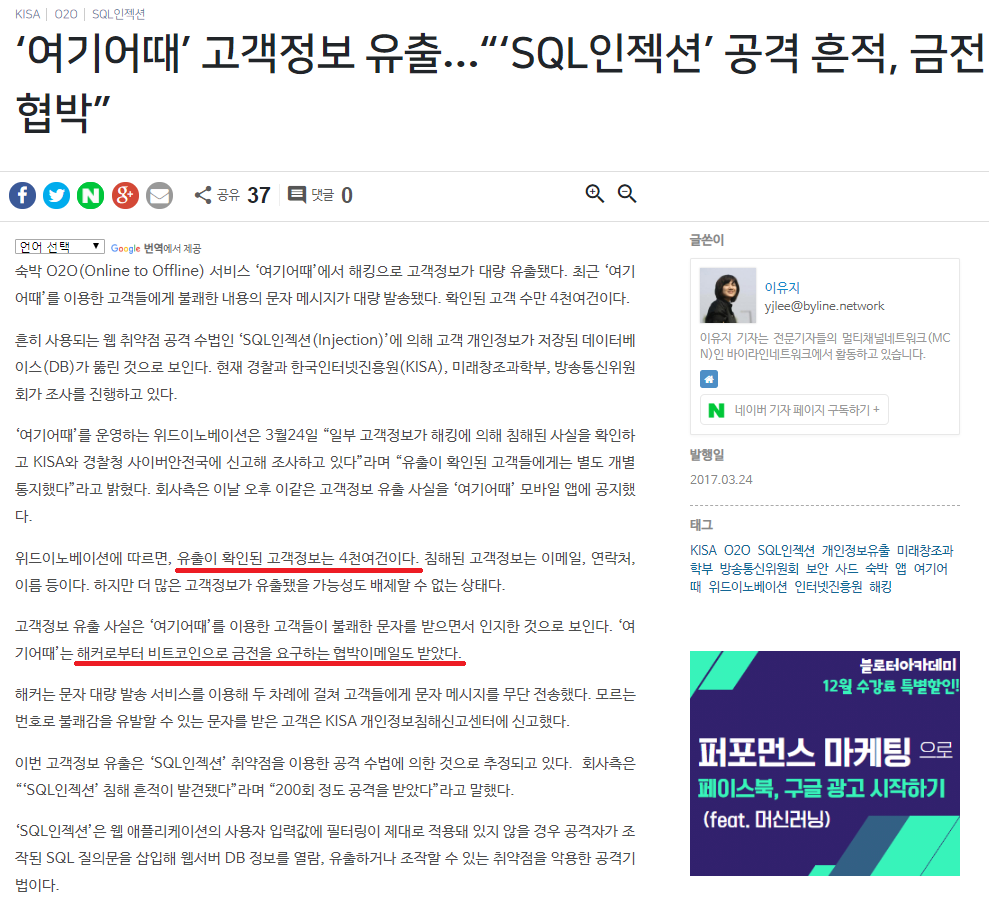 KISA | O2O | SQL인젝션
‘여기어때’ 고객정보 유출…“‘SQL인젝션’ 공격 흔적, 금전
협박”
공유 37 댓글 0
언어 선택 ▼ Google 번역에서 제공
숙박 O2O(Online to Offline) 서비스 ‘여기어때’에서 해킹으로 고객정보가 대량 유출됐다. 최근 ‘여기
어때’를 이용한 고객들에게 불쾌한 내용의 문자 메시지가 대량 발송됐다. 확인된 고객 수만 4천여건이다.
흔히 사용되는 웹 취약점 공격 수법인 ‘SQL인젝션(Injection)’에 의해 고객 개인정보가 저장된 데이터베
이스(DB)가 뚫린 것으로 보인다. 현재 경찰과 한국인터넷진흥원(KISA), 미래창조과학부, 방송통신위원
회가 조사를 진행하고 있다.
‘여기어때’를 운영하는 위드이노베이션은 3월24일 “일부 고객정보가 해킹에 의해 침해된 사실을 확인하
고 KISA와 경찰청 사이버안전국에 신고해 조사하고 있다”라며 “유출이 확인된 고객들에게는 별도 개별
통지했다”라고 밝혔다. 회사측은 이날 오후 이같은 고객정보 유출 사실을 ‘여기어때’ 모바일 앱에 공지했
다.
위드이노베이션에 따르면, 유출이 확인된 고객정보는 4천여건이다. 침해된 고객정보는 이메일, 연락처,
이름 등이다. 하지만 더 많은 고객정보가 유출됐을 가능성도 배제할 수 없는 상태다.
고객정보 유출 사실은 ‘여기어때’를 이용한 고객들이 불쾌한 문자를 받으면서 인지한 것으로 보인다. ‘여
기어때’는 해커로부터 비트코인으로 금전을 요구하는 협박이메일도 받았다.
해커는 문자 대량 발송 서비스를 이용해 두 차례에 걸쳐 고객들에게 문자 메시지를 무단 전송했다. 모르는
번호로 불쾌감을 유발할 수 있는 문자를 받은 고객은 KISA 개인정보침해신고센터에 신고했다.
이번 고객정보 유출은 ‘SQL인젝션’ 취약점을 이용한 공격 수법에 의한 것으로 추정되고 있다. 회사측은
“‘SQL인젝션’ 침해 흔적이 발견됐다”라며 “200회 정도 공격을 받았다”라고 말했다.
‘SQL인젝션’은 웹 애플리케이션의 사용자 입력값에 필터링이 제대로 적용돼 있지 않을 경우 공격자가 조
작된 SQL 질의문을 삽입해 웹서버 DB 정보를 열람, 유출하거나 조작할 수 있는 취약점을 악용한 공격기
법이다.
글쓴이
이유지
yjlee@byline.network
이유지 기자는 전문기자들의 멀티채널네트워크(MC
N)인 바이라인네트워크에서 활동하고 있습니다.
N 네이버 기자 페이지 구독하기 +
발행일
2017.03.24
태그
KISA O2O SQL인젝션 개인정보유출 미래창조과
학부 방송통신위원회 보안 사드 숙박 앱 여기어
때 위드이노베이션 인터넷진흥원 해킹
블로터아카데미
12월 수강료 특별할인!
퍼포먼스 마케팅 으로
페이스북, 구글 광고 시작하기
(feat. 머신러닝)